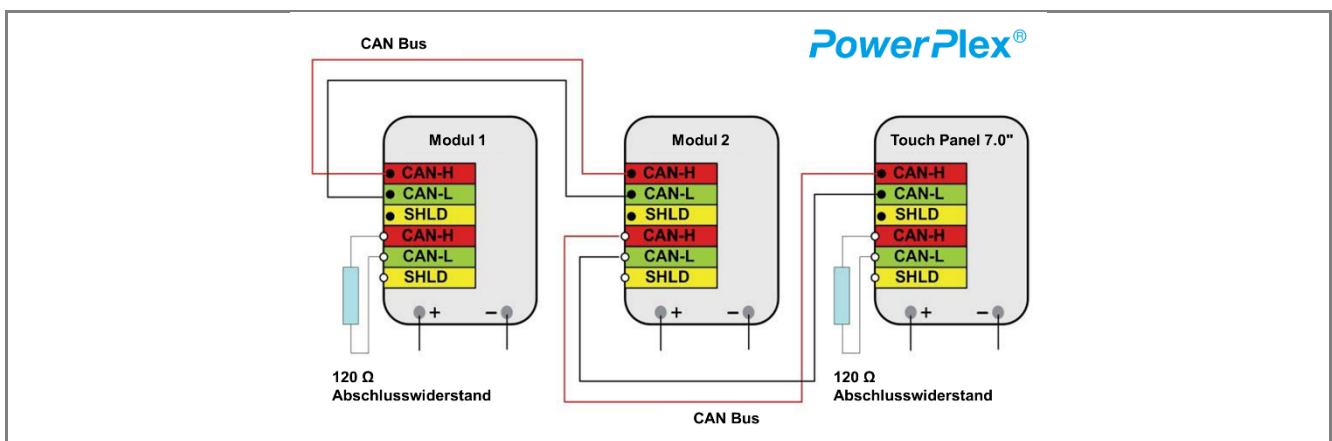 CAN Bus
PowerPlex®
Modul 1
CAN-H
CAN-L
SHLD
CAN-H
CAN-L
SHLD
+ −
120 Ω
Abschlusswiderstand
Modul 2
CAN-H
CAN-L
SHLD
CAN-H
CAN-L
SHLD
+ −
Touch Panel 7.0"
CAN-H
CAN-L
SHLD
CAN-H
CAN-L
SHLD
+ −
120 Ω
Abschlusswiderstand
CAN Bus